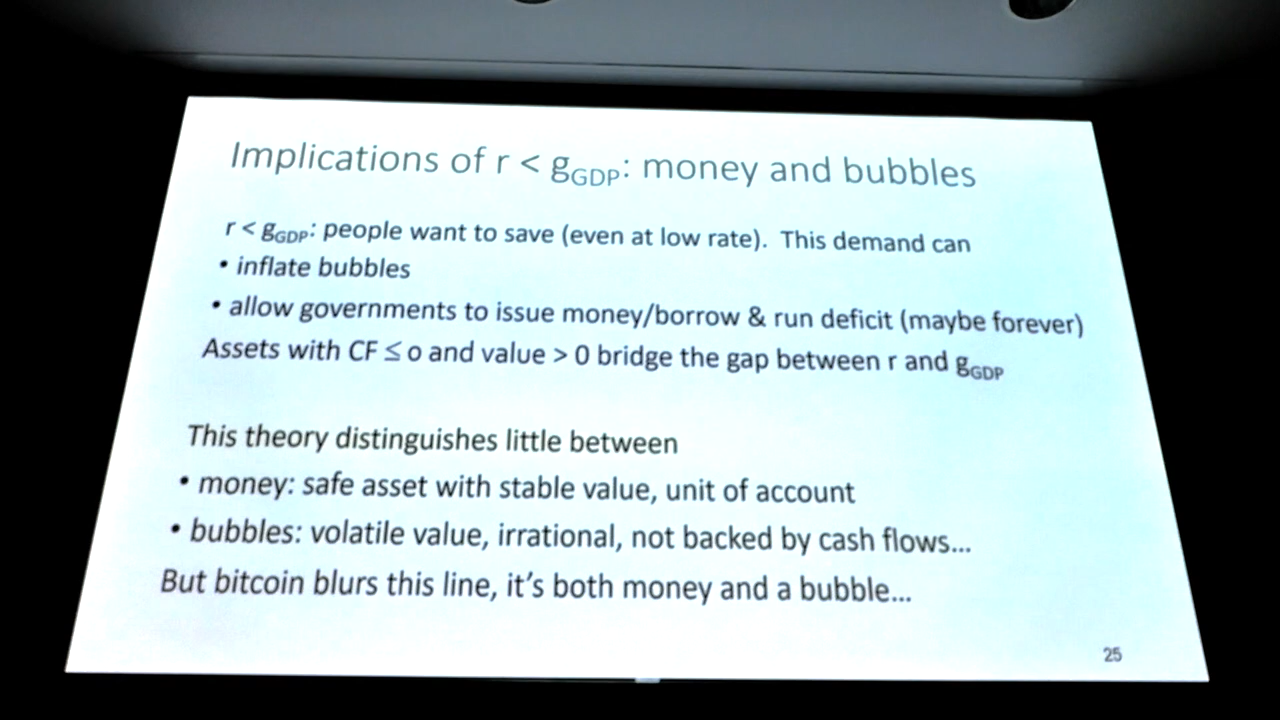 Implications of r < gGDP: money and bubbles
r < gGDP: people want to save (even at low rate). This demand can
• inflate bubbles
• allow governments to issue money/borrow & run deficit (maybe forever)
Assets with CF ≤ o and value > 0 bridge the gap between r and gGDP
This theory distinguishes little between
• money: safe asset with stable value, unit of account
• bubbles: volatile value, irrational, not backed by cash flows...
But bitcoin blurs this line, it's both money and a bubble...
25